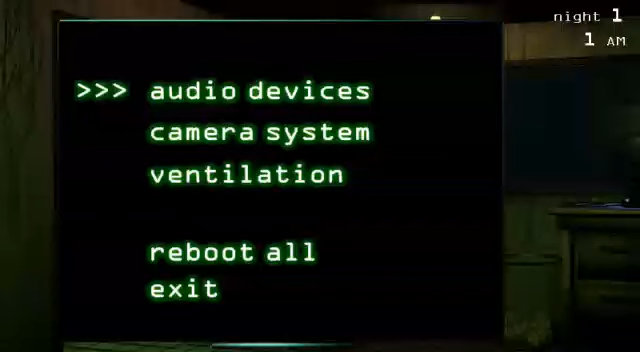 night 1
1 AM
>>> audio devices
camera system
ventilation
reboot all
exit